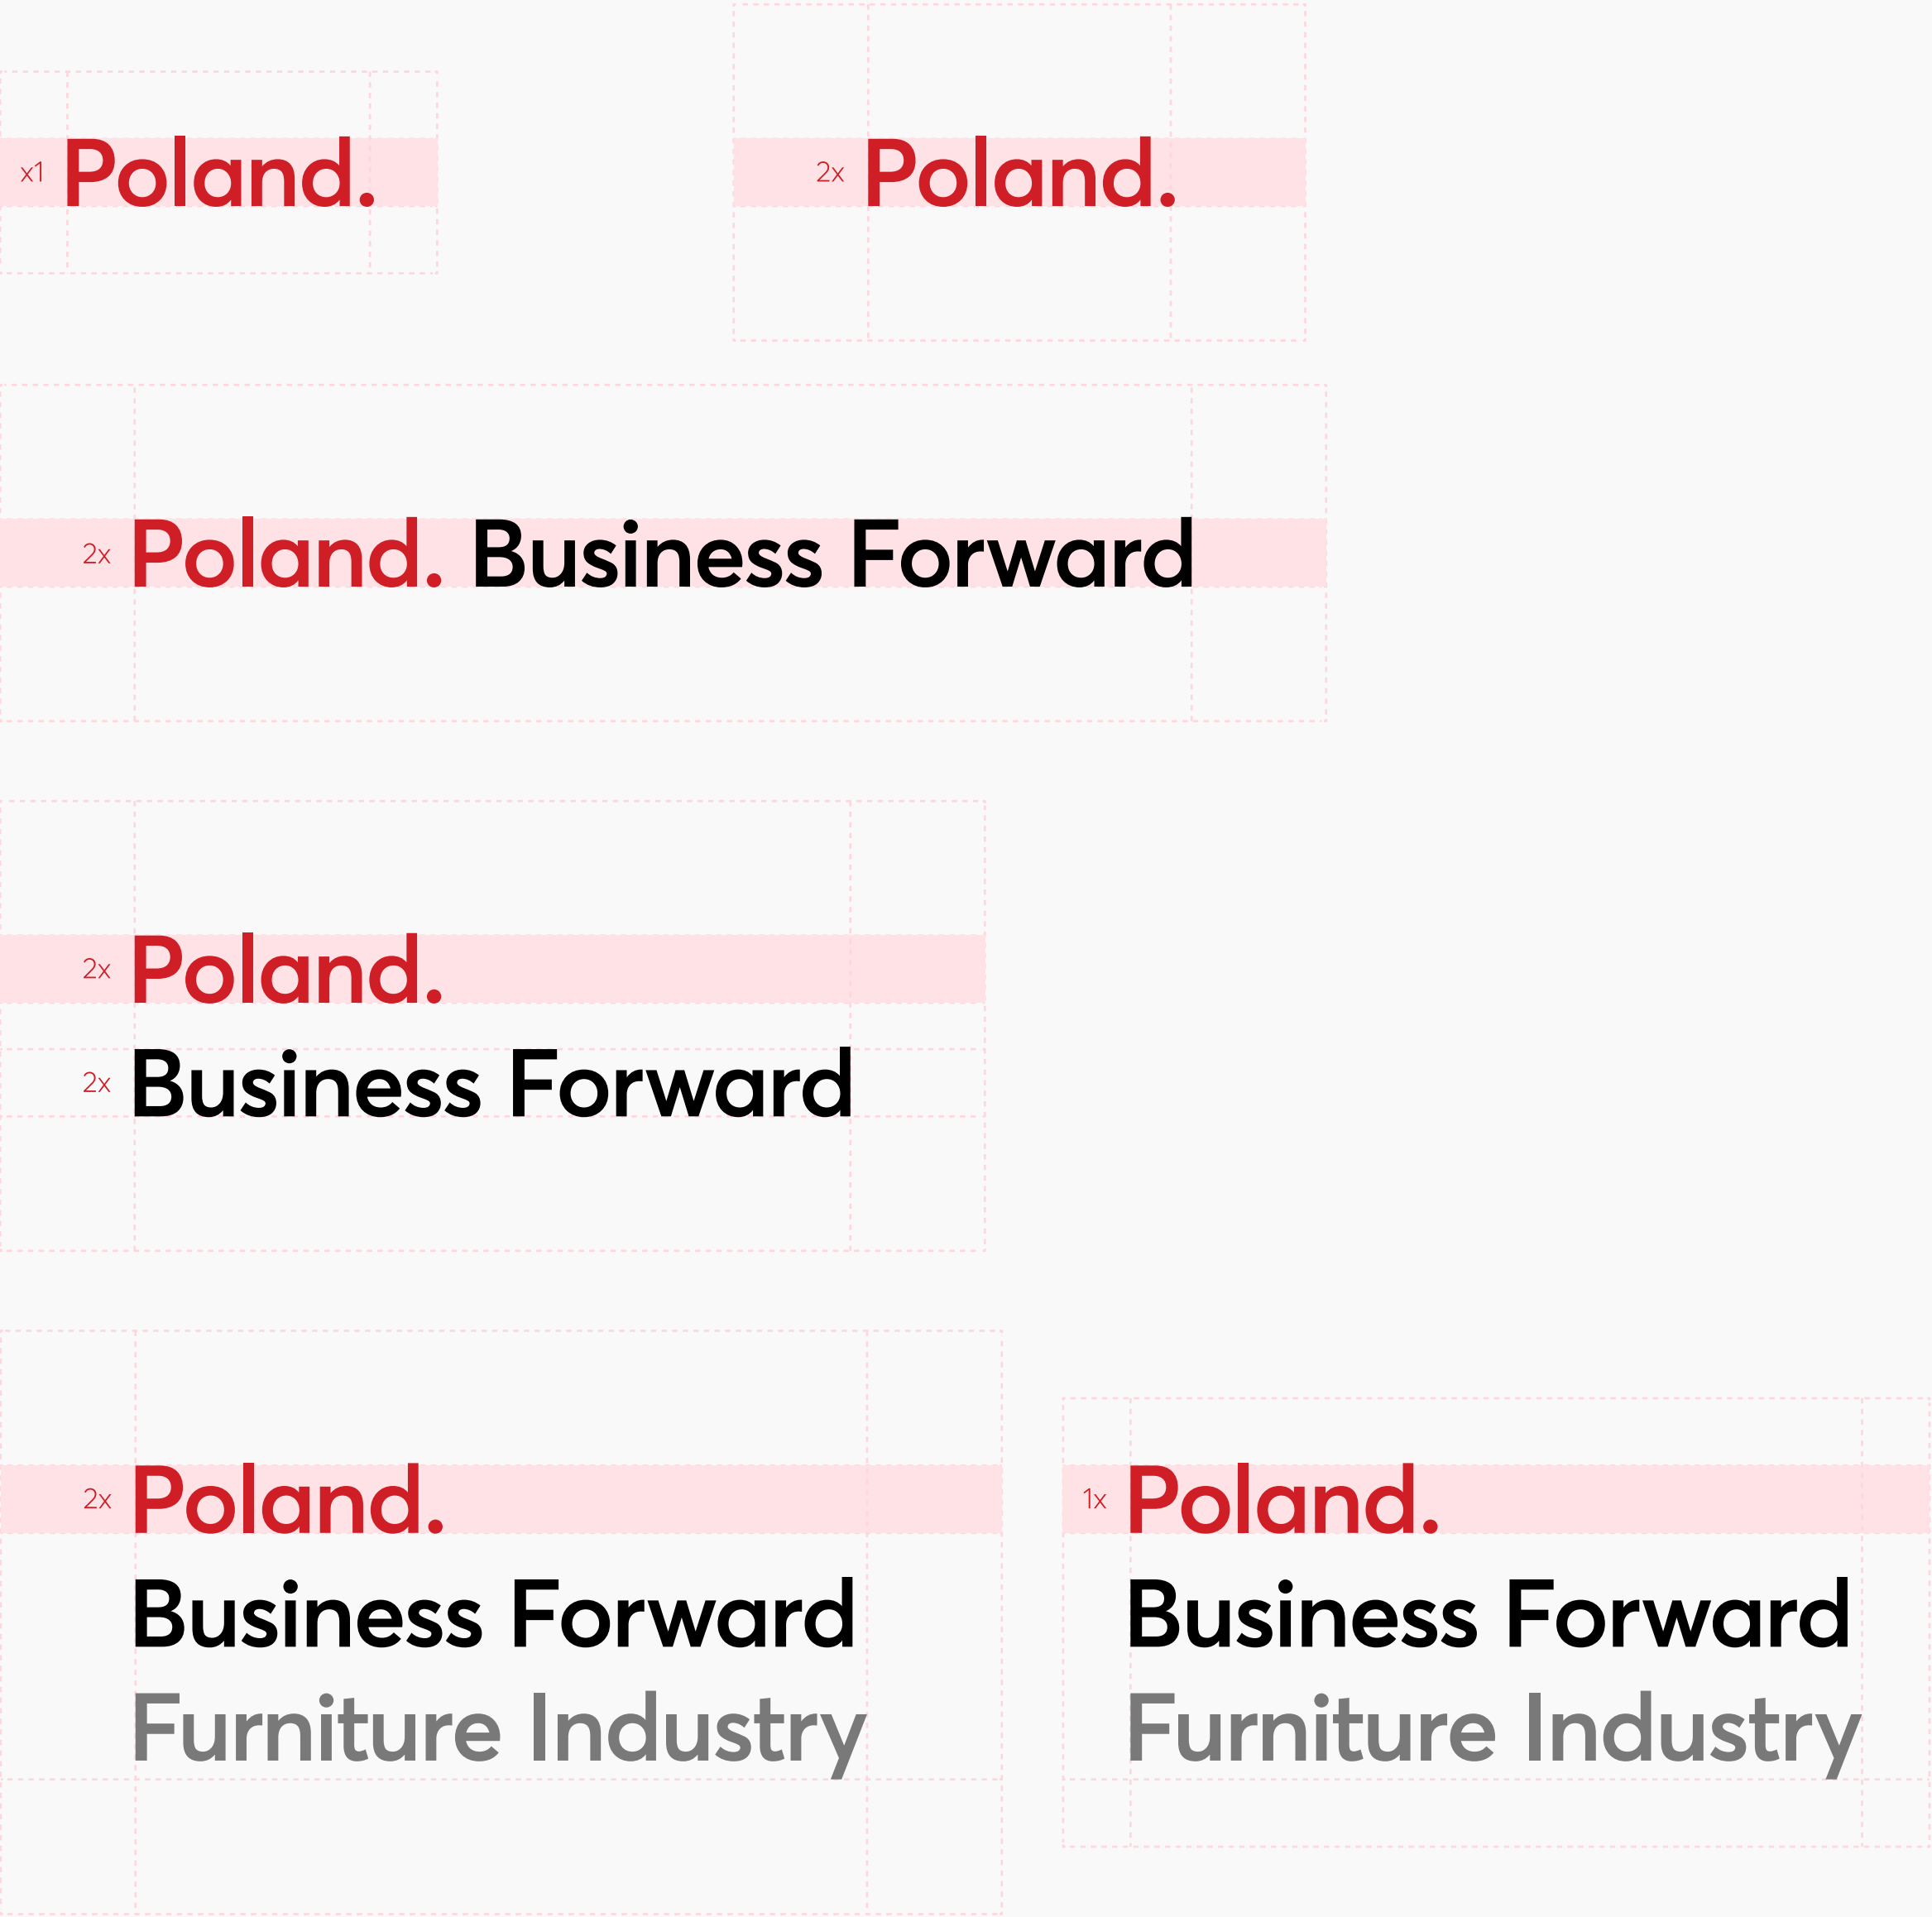 x1 Poland.
2x Poland.
2x Poland. Business Forward
2x Poland.
2x Business Forward
2x Poland.
Business Forward
Furniture Industry
1x Poland.
Business Forward
Furniture Industry